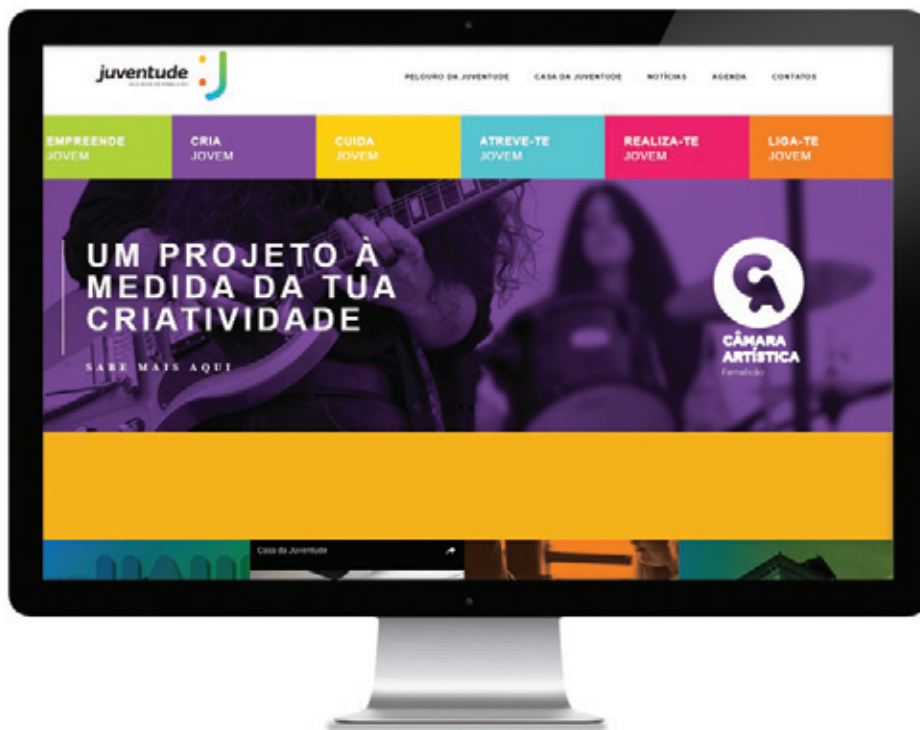 juventude
PELOURO DA JUVENTUDE CASA DA JUVENTUDE NOTÍCIAS AGENDA CONTATOS
EMPREENDE CRIA CUIDA ATREVE-TE REALIZA-TE LIGA-TE
JOVEM JOVEM JOVEM JOVEM JOVEM JOVEM
UM PROJETO À
MEDIDA DA TUA
CRIATIVIDADE
SABE MAIS AQUI
CA
CÂMARA
ARTÍSTICA
Famalicão
Casa da Juventude